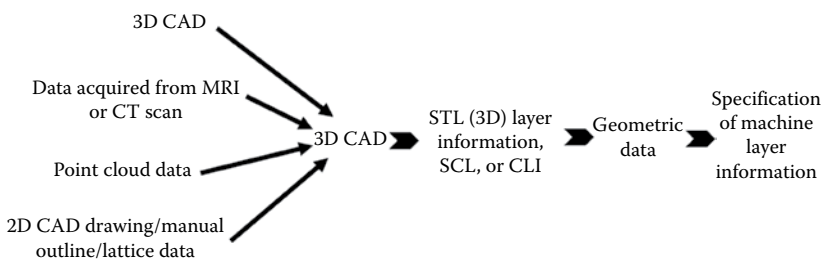 3D CAD
Data acquired from MRI
or CT scan
Point cloud data
2D CAD drawing/manual
outline/lattice data
3D CAD
STL (3D) layer
information,
SCL, or CLI
Geometric
data
Specification
of machine
layer
information